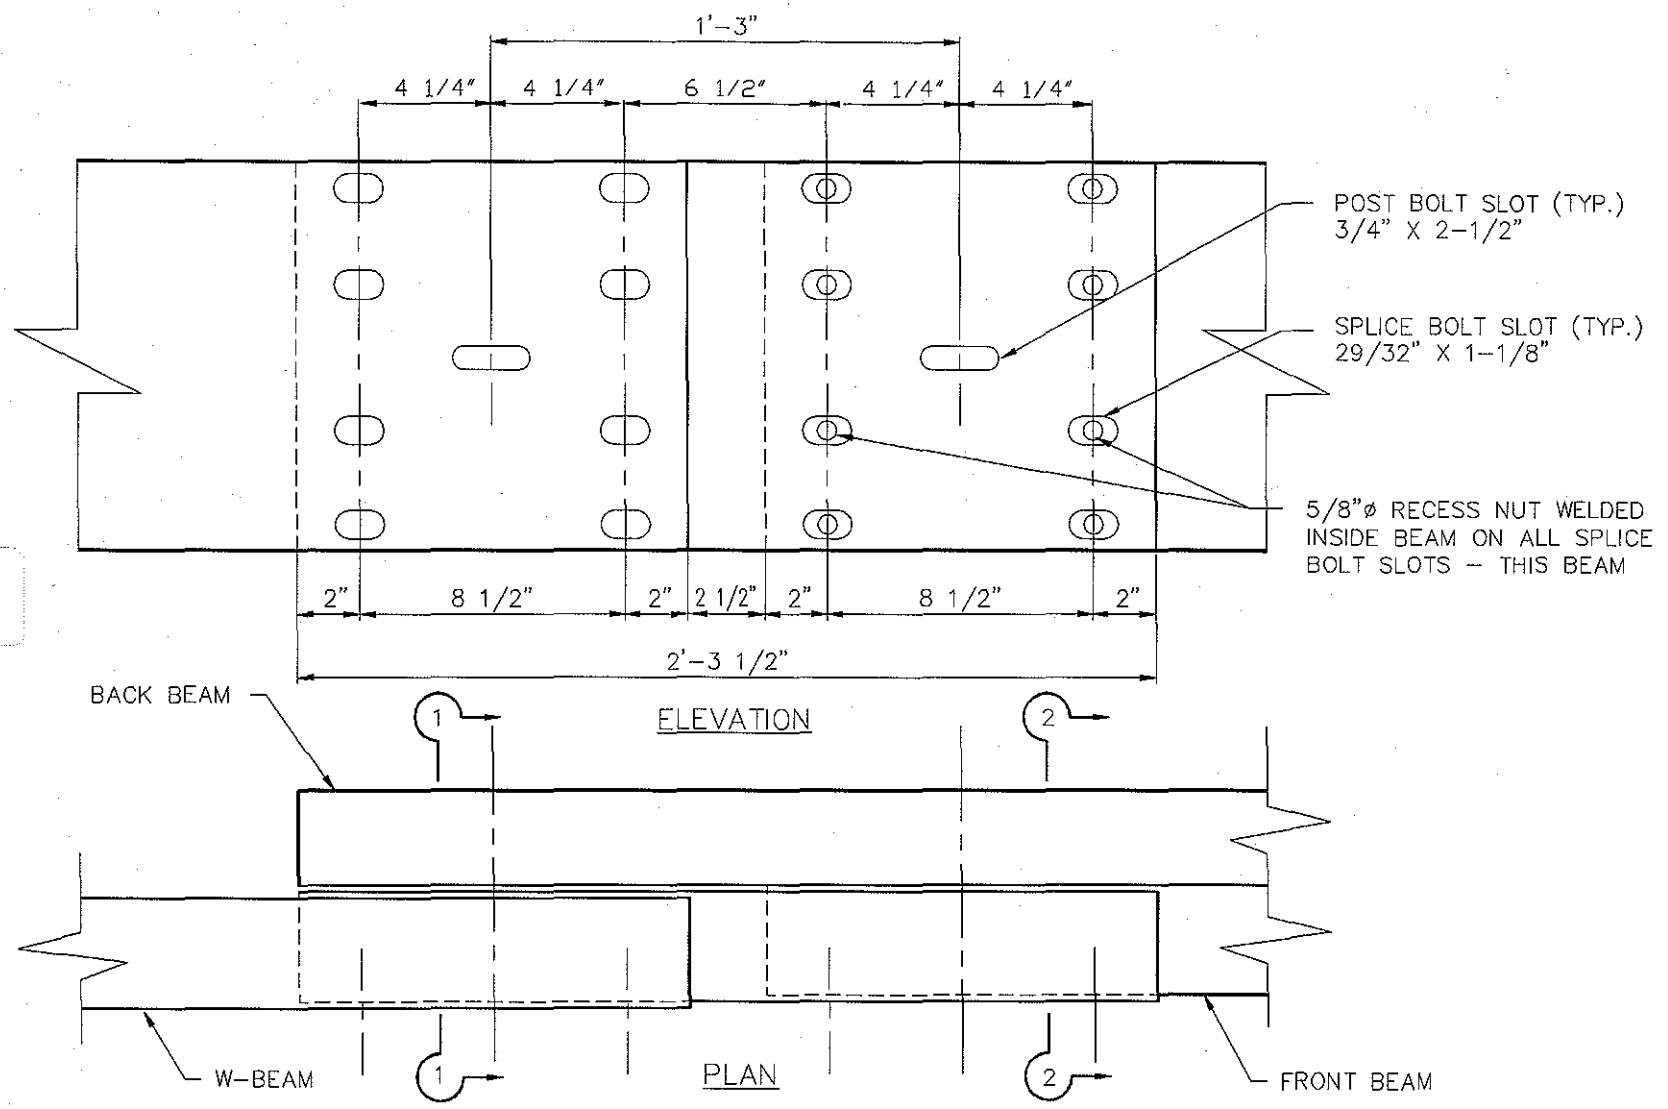 1'-3"
4 1/4" 4 1/4" 6 1/2" 4 1/4" 4 1/4"
POST BOLT SLOT (TYP.)
3/4" X 2-1/2"
SPLICE BOLT SLOT (TYP.)
29/32" X 1-1/8"
5/8"ø RECESS NUT WELDED
INSIDE BEAM ON ALL SPLICE
BOLT SLOTS – THIS BEAM
2" 8 1/2" 2" 2 1/2" 2" 8 1/2" 2"
2'-3 1/2"
BACK BEAM
1 ELEVATION 2
1 PLAN 2
W-BEAM
FRONT BEAM